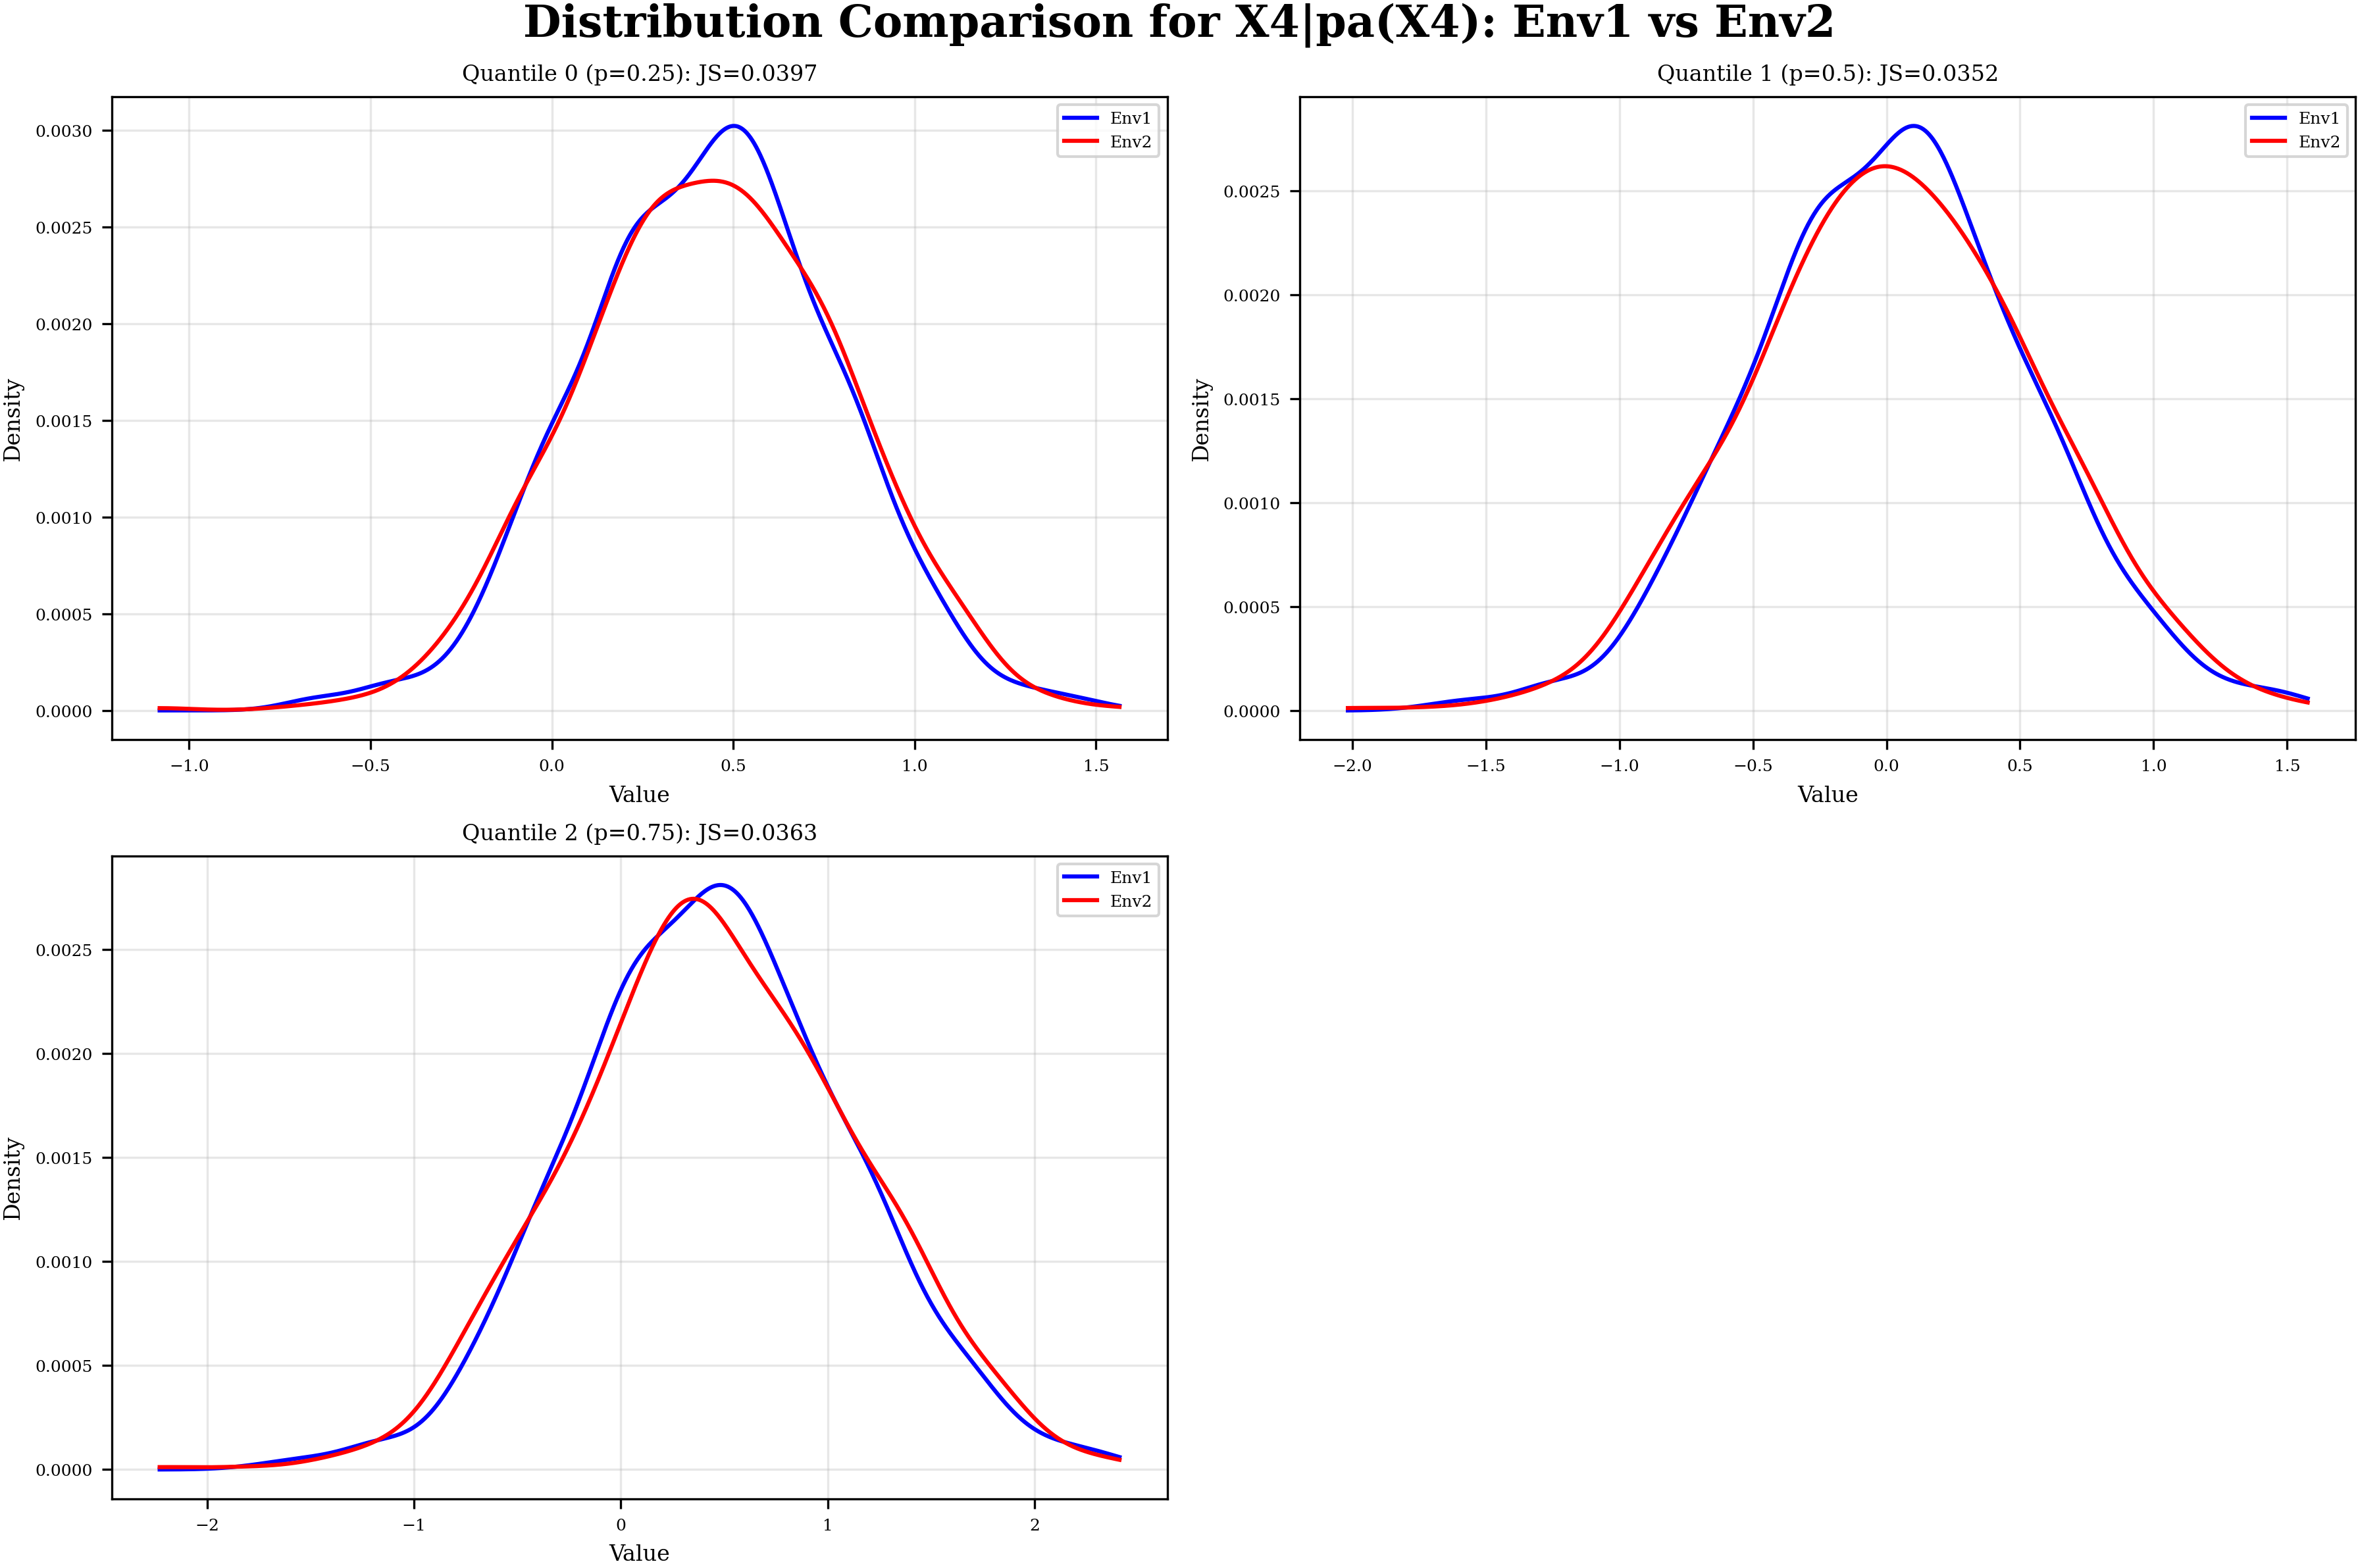 Distribution Comparison for X4|pa(X4): Env1 vs Env2
Quantile 0 (p=0.25): JS=0.0397
Env1
Env2
0.0030
0.0025
0.0020
0.0015
0.0010
0.0005
0.0000
Density
−1.0 −0.5 0.0 0.5 1.0 1.5
Value
Quantile 1 (p=0.5): JS=0.0352
Env1
Env2
0.0025
0.0020
0.0015
0.0010
0.0005
0.0000
Density
−2.0 −1.5 −1.0 −0.5 0.0 0.5 1.0 1.5
Value
Quantile 2 (p=0.75): JS=0.0363
Env1
Env2
0.0025
0.0020
0.0015
0.0010
0.0005
0.0000
Density
−2 −1 0 1 2
Value